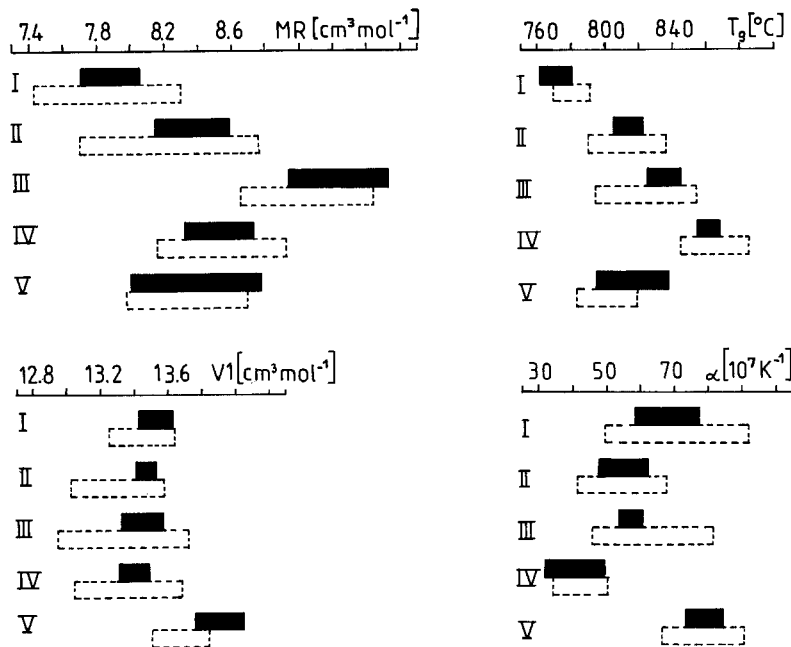 7.4 7.8 8.2 8.6 MR[cm³mol⁻¹]
I
II
III
IV
V
760 800 840 Tg[°C]
I
II
III
IV
V
12.8 13.2 13.6 V1[cm³mol⁻¹]
I
II
III
IV
V
30 50 70 α[10⁷K⁻¹]
I
II
III
IV
V